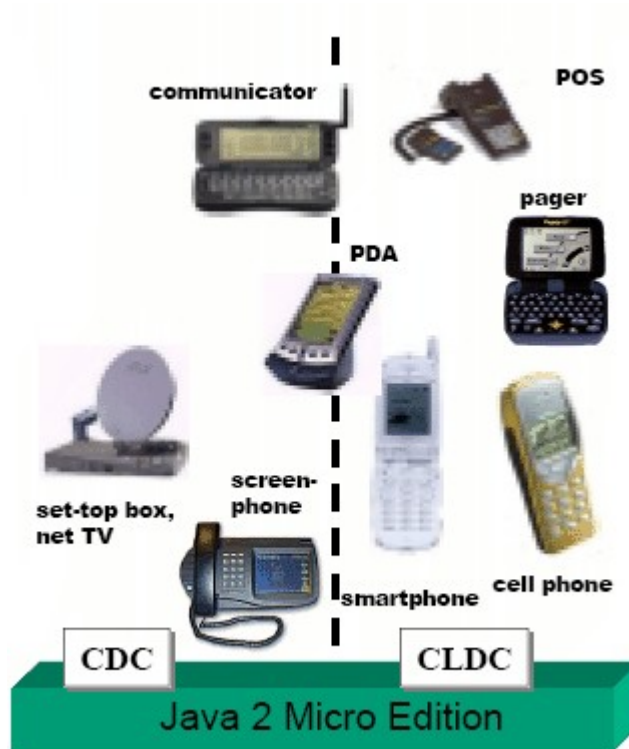 communicator
POS
pager
PDA
set-top box,
net TV
screen-
phone
smartphone
cell phone
CDC
CLDC
Java 2 Micro Edition